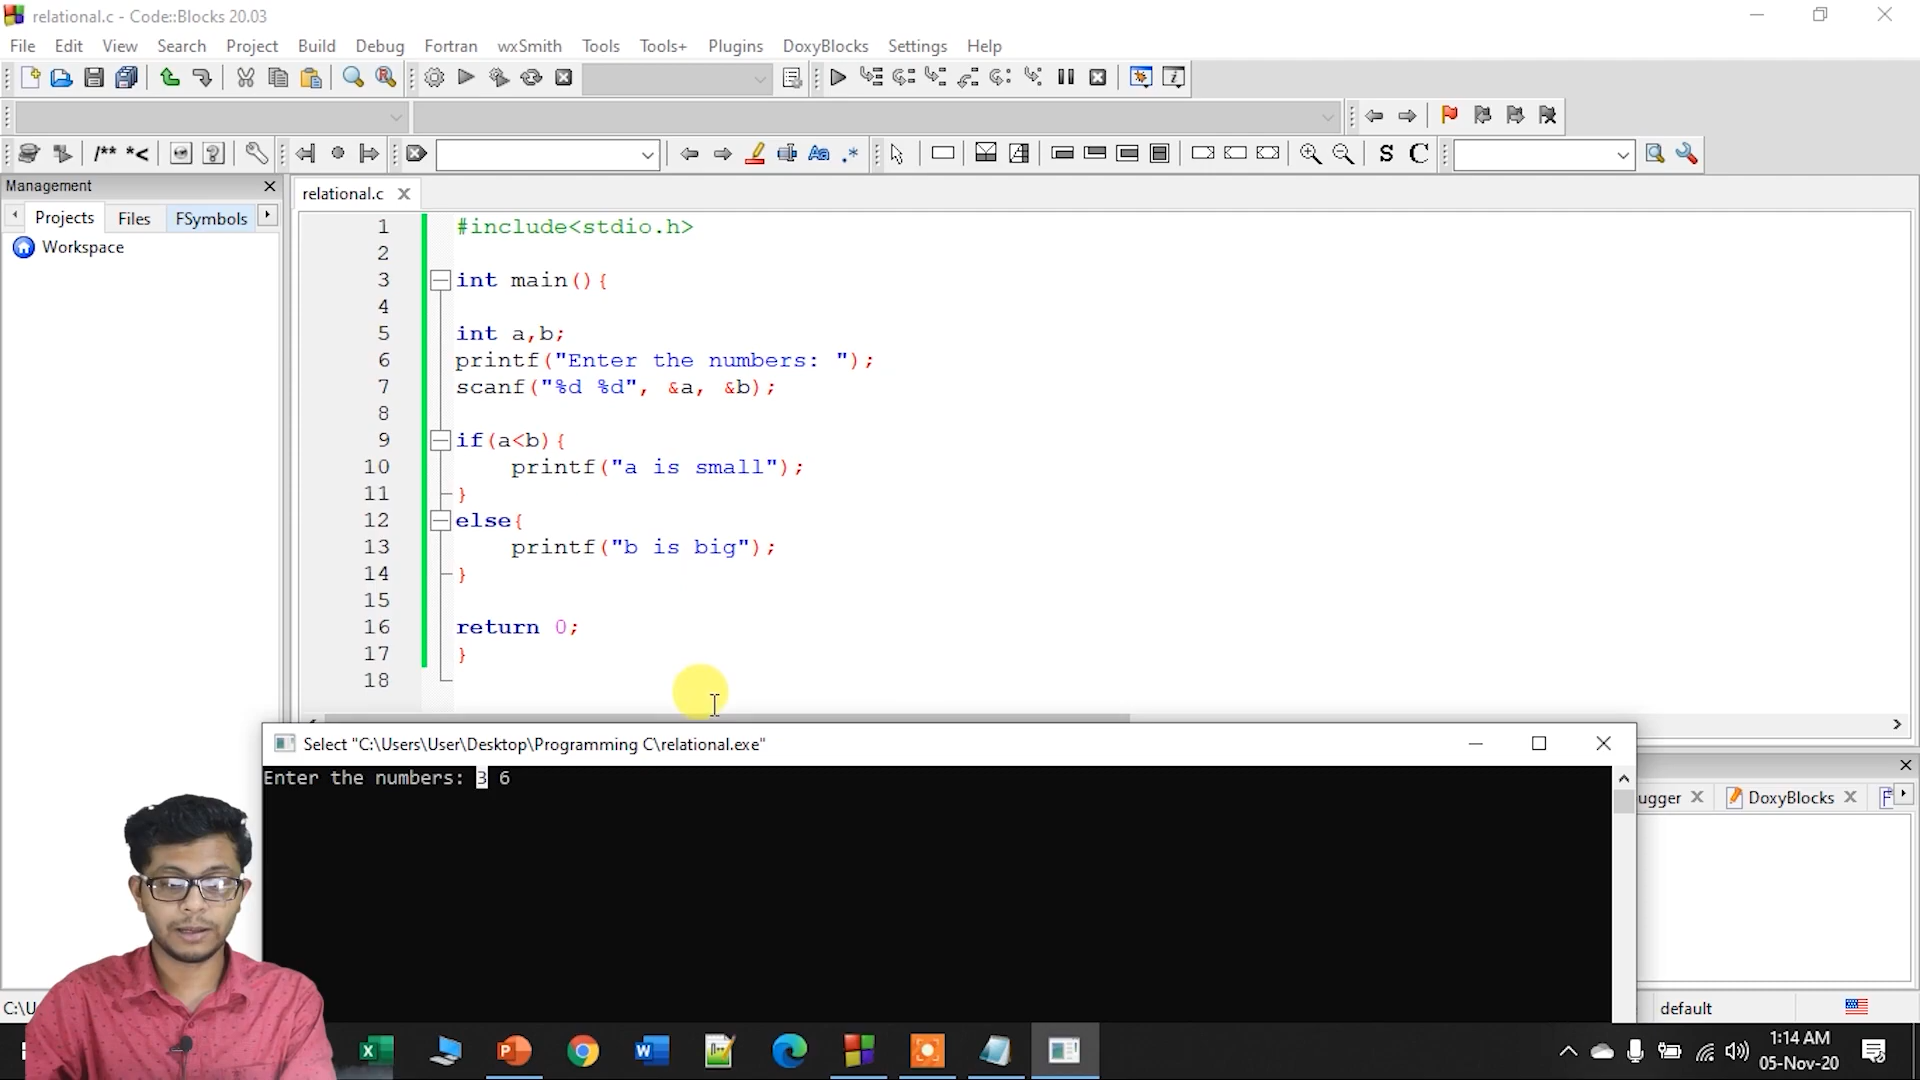 relational.c - Code::Blocks 20.03
File Edit View Search Project Build Debug Fortran wxSmith Tools Tools+ Plugins DoxyBlocks Settings Help
/** *< Aa .* S C
Management
relational.c
Projects Files FSymbols
Workspace
1 #include<stdio.h>
2
3 int main(){
4
5 int a,b;
6 printf("Enter the numbers: ");
7 scanf("%d %d", &a, &b);
8
9 if(a<b){
10 printf("a is small");
11 }
12 else{
13 printf("b is big");
14 }
15
16 return 0;
17 }
18
Select "C:\Users\User\Desktop\Programming C\relational.exe"
Enter the numbers: 3 6
ugger DoxyBlocks F
C:\U default
1:14 AM
05-Nov-20